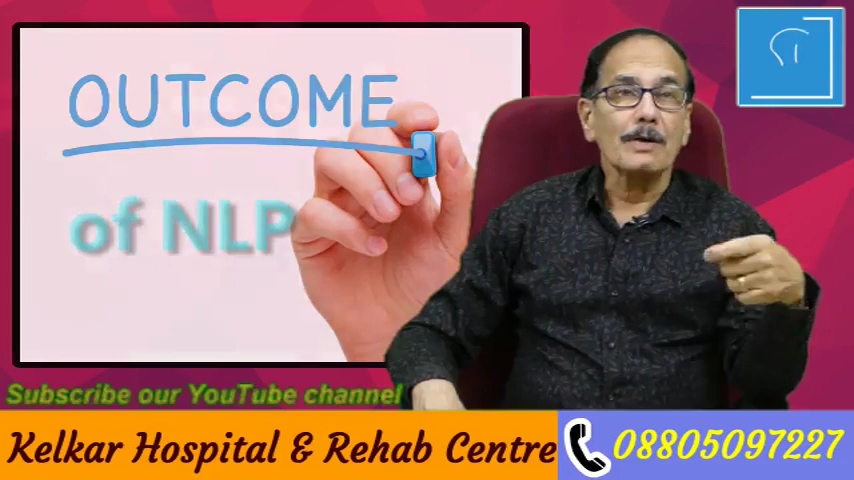 OUTCOME
of NLP
Subscribe our YouTube channel
Kelkar Hospital & Rehab Centre
08805097227